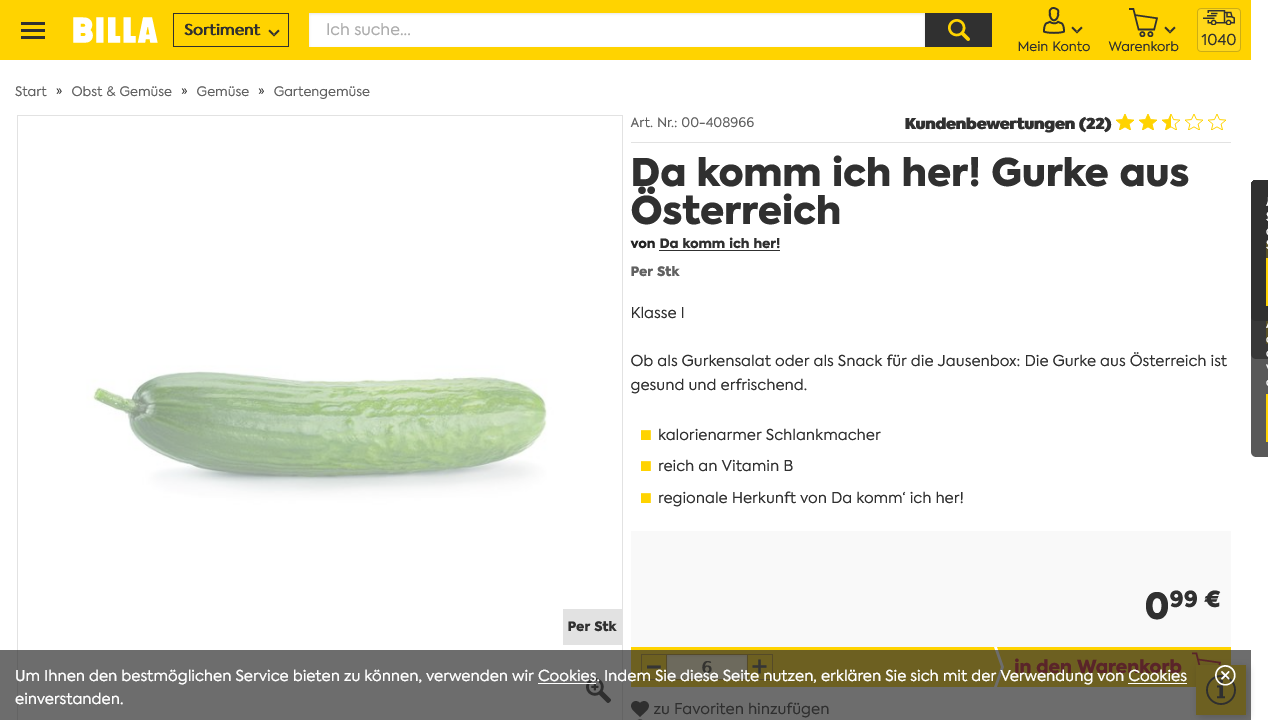 BILLA
Sortiment
Ich suche...
Mein Konto
Warenkorb
1040
Start » Obst & Gemüse » Gemüse » Gartengemüse
Art. Nr.: 00-408966
Kundenbewertungen (22)
Da komm ich her! Gurke aus
Österreich
von Da komm ich her!
Per Stk
Klasse I
Ob als Gurkensalat oder als Snack für die Jausenbox: Die Gurke aus Österreich ist
gesund und erfrischend.
kalorienarmer Schlankmacher
reich an Vitamin B
regionale Herkunft von Da komm‘ ich her!
0 99 €
Per Stk
6
in den Warenkorb
Um Ihnen den bestmöglichen Service bieten zu können, verwenden wir Cookies. Indem Sie diese Seite nutzen, erklären Sie sich mit der Verwendung von Cookies
einverstanden.
zu Favoriten hinzufügen